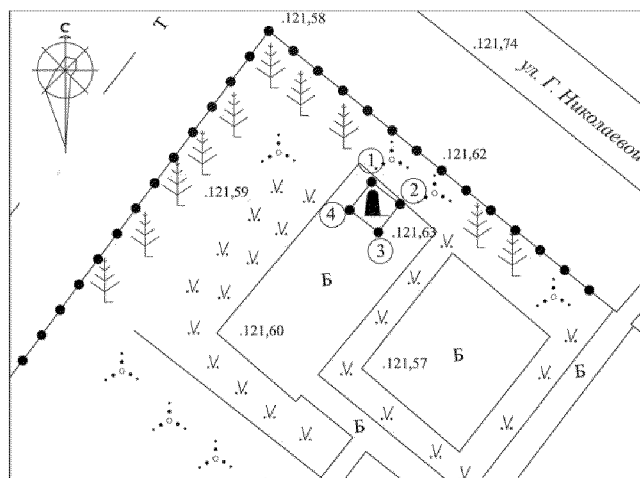 С
Т
.121,58
.121,74
ул. Г. Николаевой
.121,62
1
.121,59
2
4
.121,63
3
Б
.121,60
.121,57
Б
Б
Б